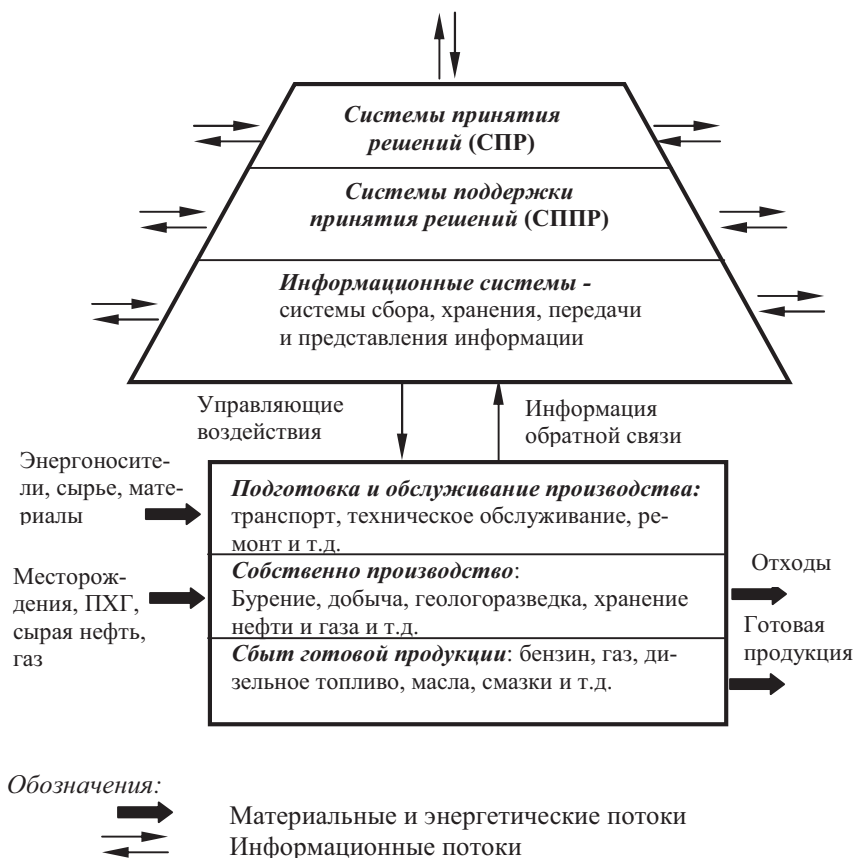 Системы принятия
решений (СПР)
Системы поддержки
принятия решений (СППР)
Информационные системы -
системы сбора, хранения, передачи
и представления информации
Управляющие
воздействия
Информация
обратной связи
Энергоносите-
ли, сырье, мате-
риалы
Подготовка и обслуживание производства:
транспорт, техническое обслуживание, ре-
монт и т.д.
Месторож-
дения, ПХГ,
сырая нефть,
газ
Собственно производство:
Бурение, добыча, геологоразведка, хранение
нефти и газа и т.д.
Отходы
Сбыт готовой продукции: бензин, газ, ди-
зельное топливо, масла, смазки и т.д.
Готовая
продукция
Обозначения:
Материальные и энергетические потоки
Информационные потоки